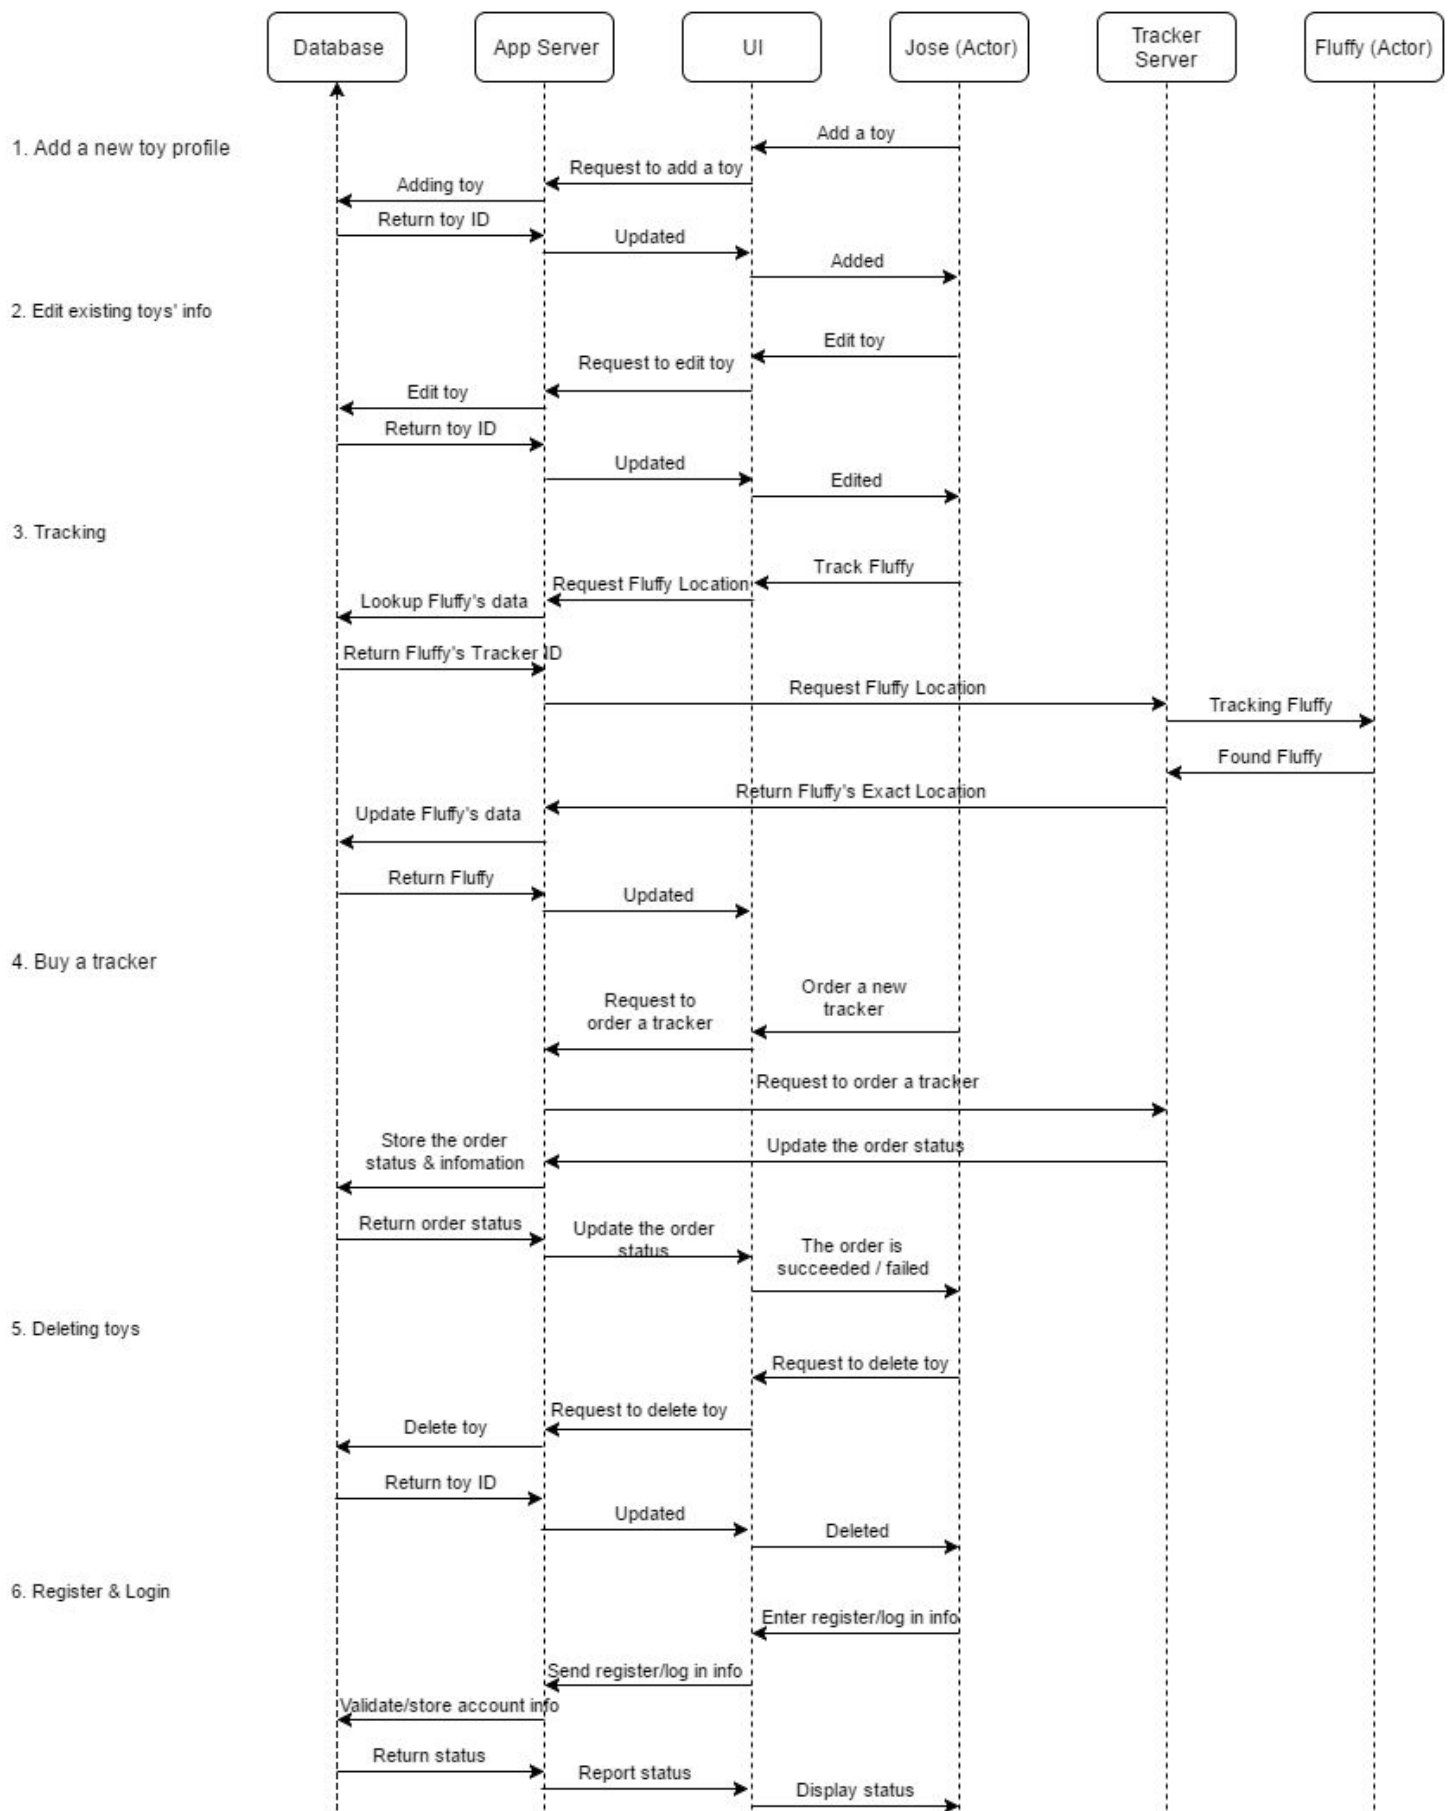 Database
App Server
UI
Jose (Actor)
Tracker
Server
Fluffy (Actor)
1. Add a new toy profile
Add a toy
Request to add a toy
Adding toy
Return toy ID
Updated
Added
2. Edit existing toys' info
Edit toy
Request to edit toy
Edit toy
Return toy ID
Updated
Edited
3. Tracking
Track Fluffy
Request Fluffy Location
Lookup Fluffy's data
Return Fluffy's Tracker ID
Request Fluffy Location
Tracking Fluffy
Found Fluffy
Return Fluffy's Exact Location
Update Fluffy's data
Return Fluffy
Updated
4. Buy a tracker
Order a new
tracker
Request to
order a tracker
Request to order a tracker
Update the order status
Store the order
status & infomation
Return order status
Update the order
status
The order is
succeeded / failed
5. Deleting toys
Request to delete toy
Request to delete toy
Delete toy
Return toy ID
Updated
Deleted
6. Register & Login
Enter register/log in info
Send register/log in info
Validate/store account info
Return status
Report status
Display status